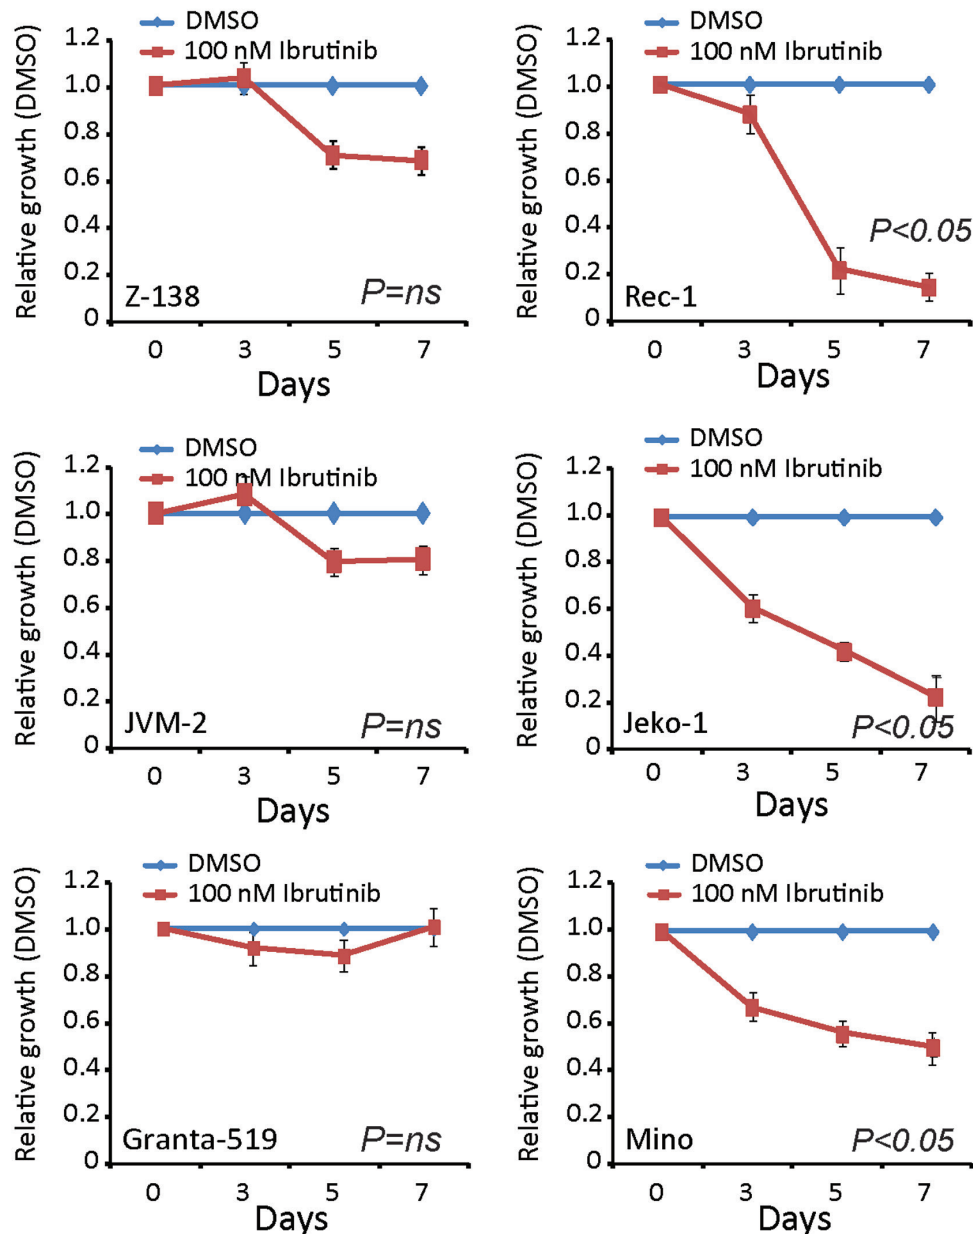 DMSO
100 nM Ibrutinib
Relative growth (DMSO)
1.2
1.0
0.8
0.6
0.4
0.2
0
Z-138
P=ns
0 3 5 7
Days
DMSO
100 nM Ibrutinib
Relative growth (DMSO)
1.2
1.0
0.8
0.6
0.4
0.2
0
P<0.05
Rec-1
0 3 5 7
Days
DMSO
100 nM Ibrutinib
Relative growth (DMSO)
1.2
1.0
0.8
0.6
0.4
0.2
0
JVM-2
P=ns
0 3 5 7
Days
DMSO
100 nM Ibrutinib
Relative growth (DMSO)
1.2
1.0
0.8
0.6
0.4
0.2
0
Jeko-1
P<0.05
0 3 5 7
Days
DMSO
100 nM Ibrutinib
Relative growth (DMSO)
1.2
1.0
0.8
0.6
0.4
0.2
0
Granta-519
P=ns
0 3 5 7
Days
DMSO
100 nM Ibrutinib
Relative growth (DMSO)
1.2
1.0
0.8
0.6
0.4
0.2
0
Mino
P<0.05
0 3 5 7
Days